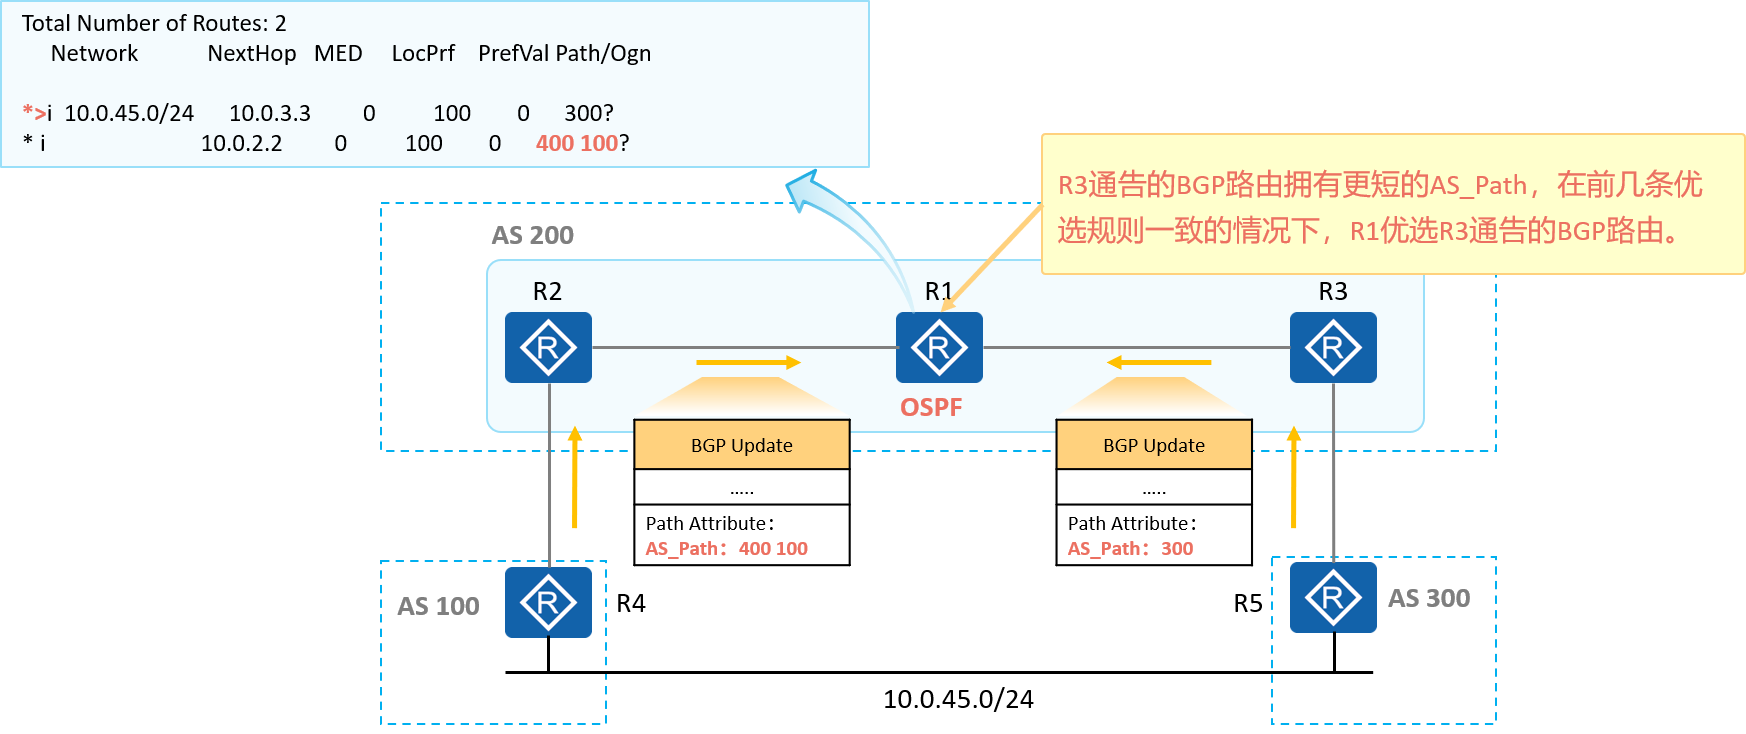 Total Number of Routes: 2
Network NextHop MED LocPrf PrefVal Path/Ogn
*>i 10.0.45.0/24 10.0.3.3 0 100 0 300?
* i 10.0.2.2 0 100 0 400 100?
R3通告的BGP路由拥有更短的AS_Path，在前几条优
选规则一致的情况下，R1优选R3通告的BGP路由。
AS 200
R2
R1
R3
R
R
R
OSPF
BGP Update
.....
Path Attribute：
AS_Path：400 100
BGP Update
.....
Path Attribute：
AS_Path：300
AS 100
R
R4
R5
R
AS 300
10.0.45.0/24